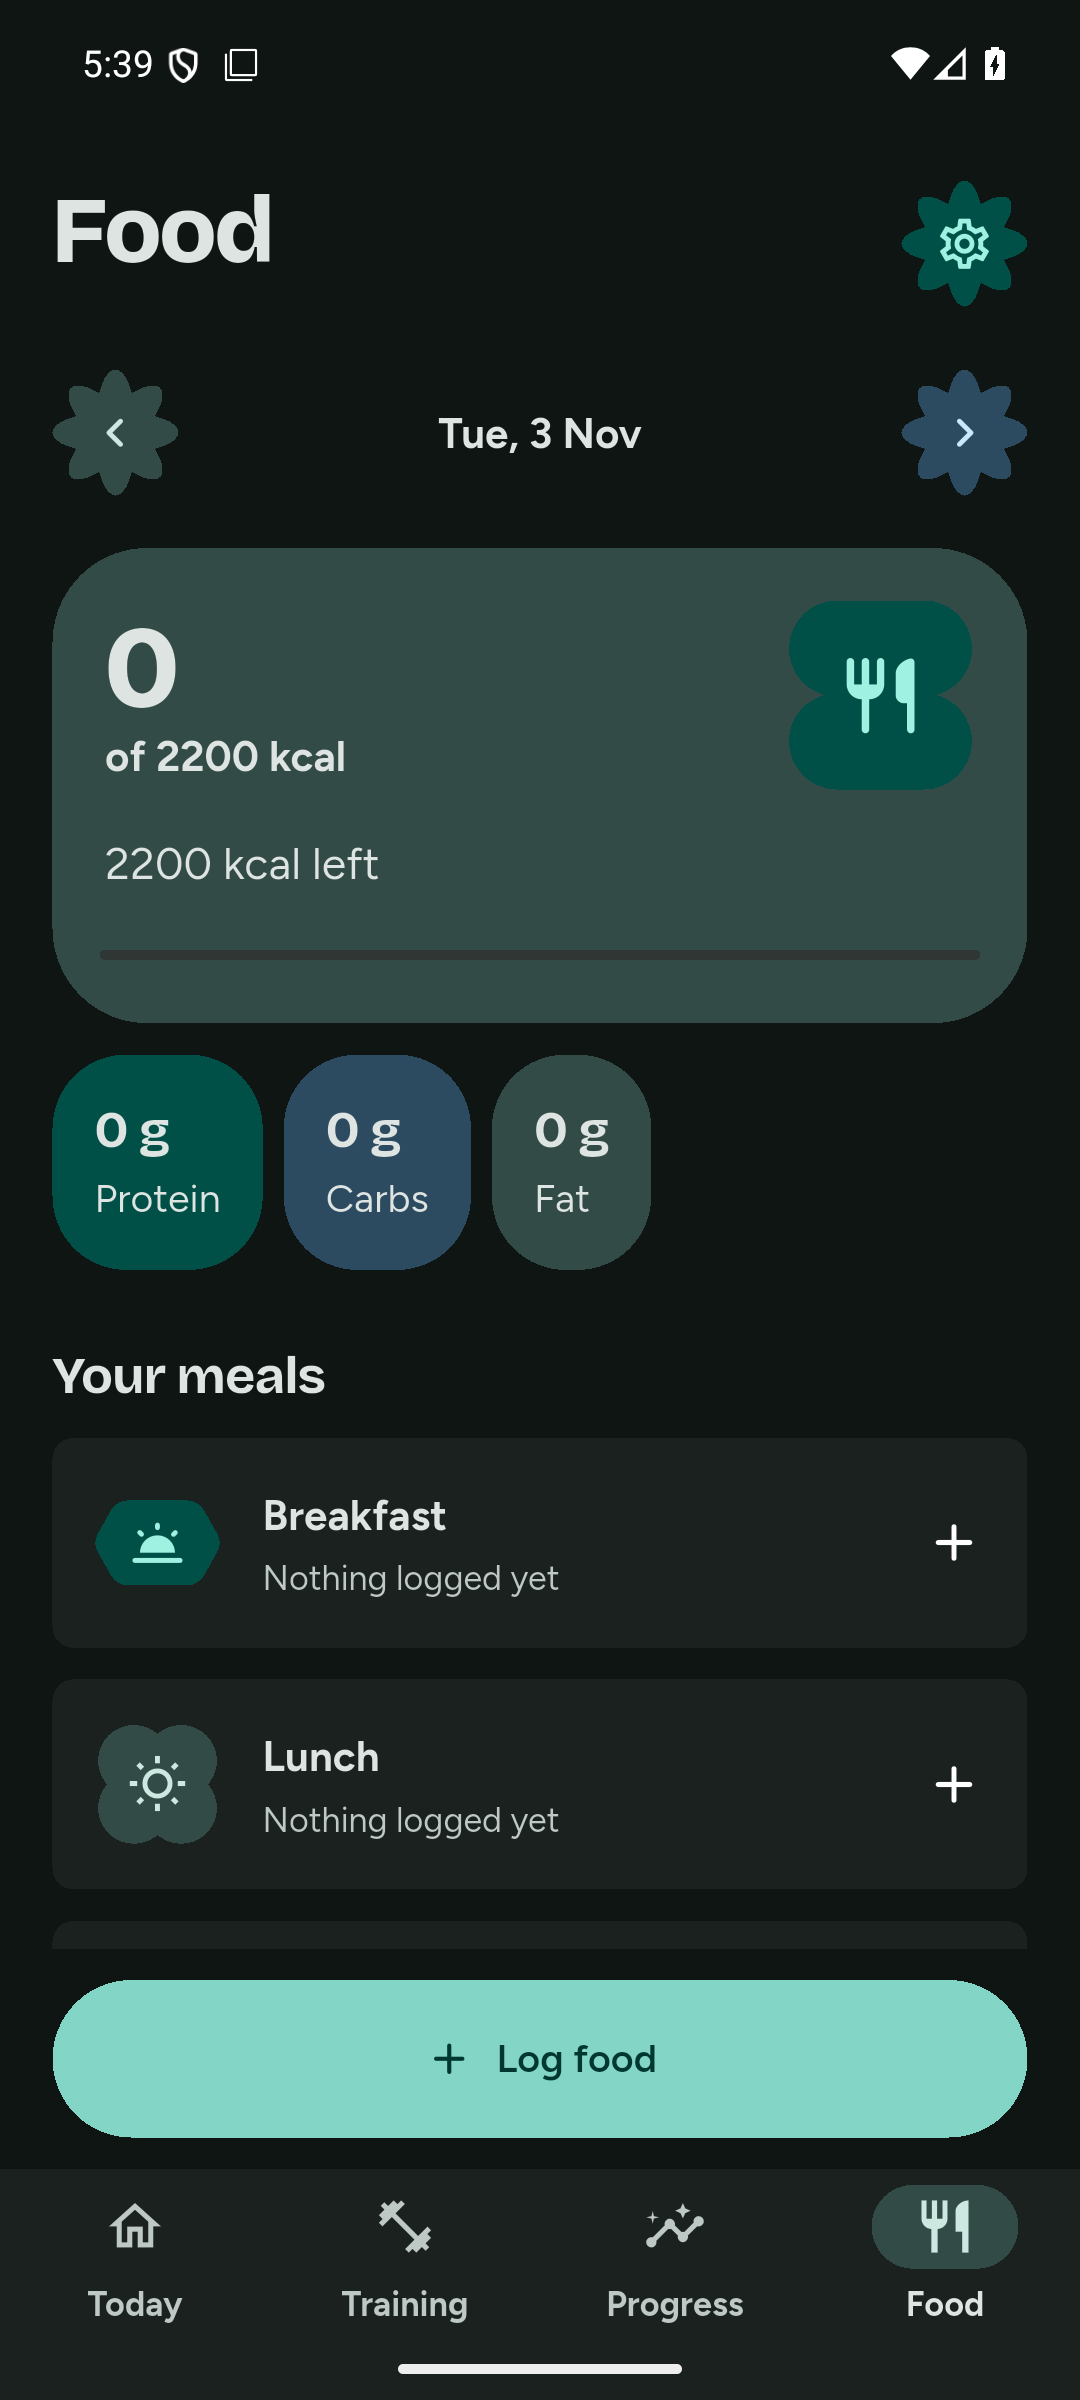 5:39
Food
Tue, 3 Nov
0
of 2200 kcal
2200 kcal left
0 g
Protein
0 g
Carbs
0 g
Fat
Your meals
Breakfast
Nothing logged yet
Lunch
Nothing logged yet
Log food
Today
Training
Progress
Food